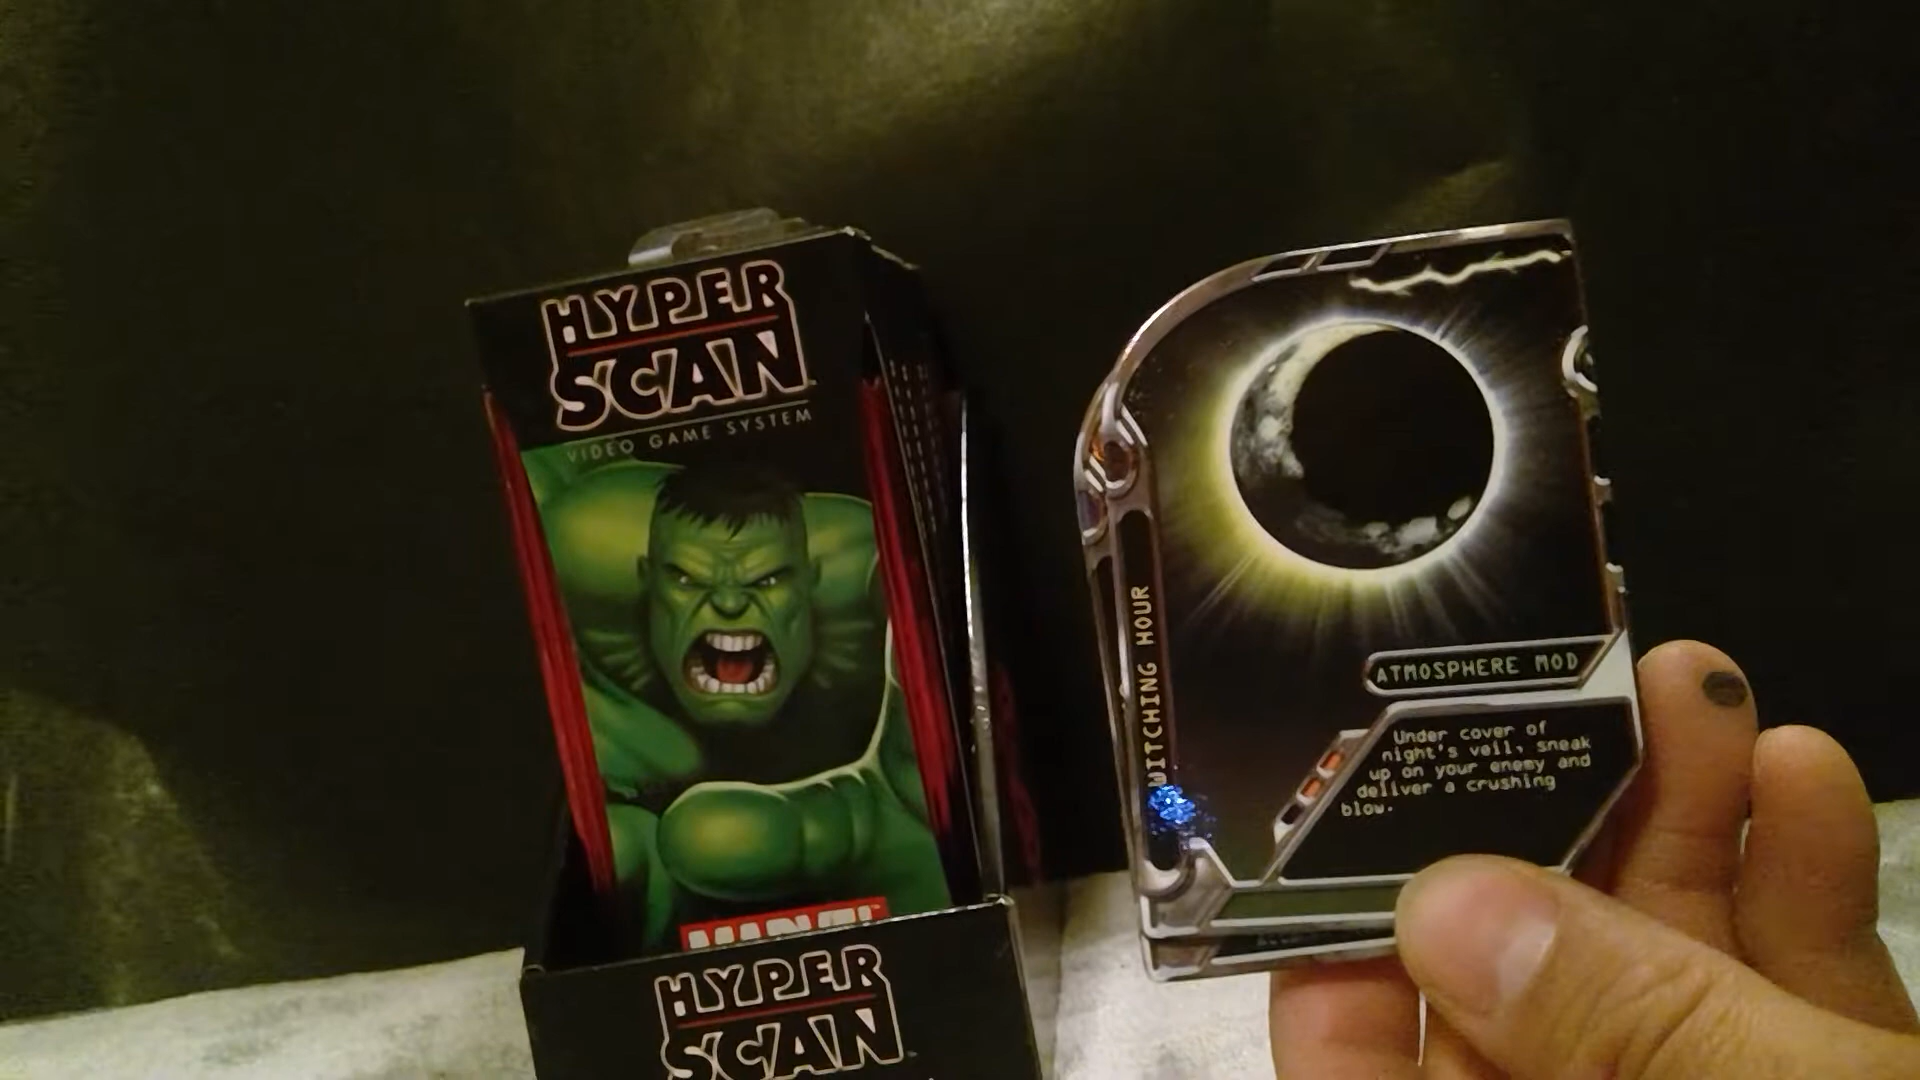 HYPER
SCAN
VIDEO GAME SYSTEM
MARVEL
HYPER
SCAN
WITCHING HOUR
ATMOSPHERE MOD
Under cover of
night's veil, sneak
up on your enemy and
deliver a crushing
blow.